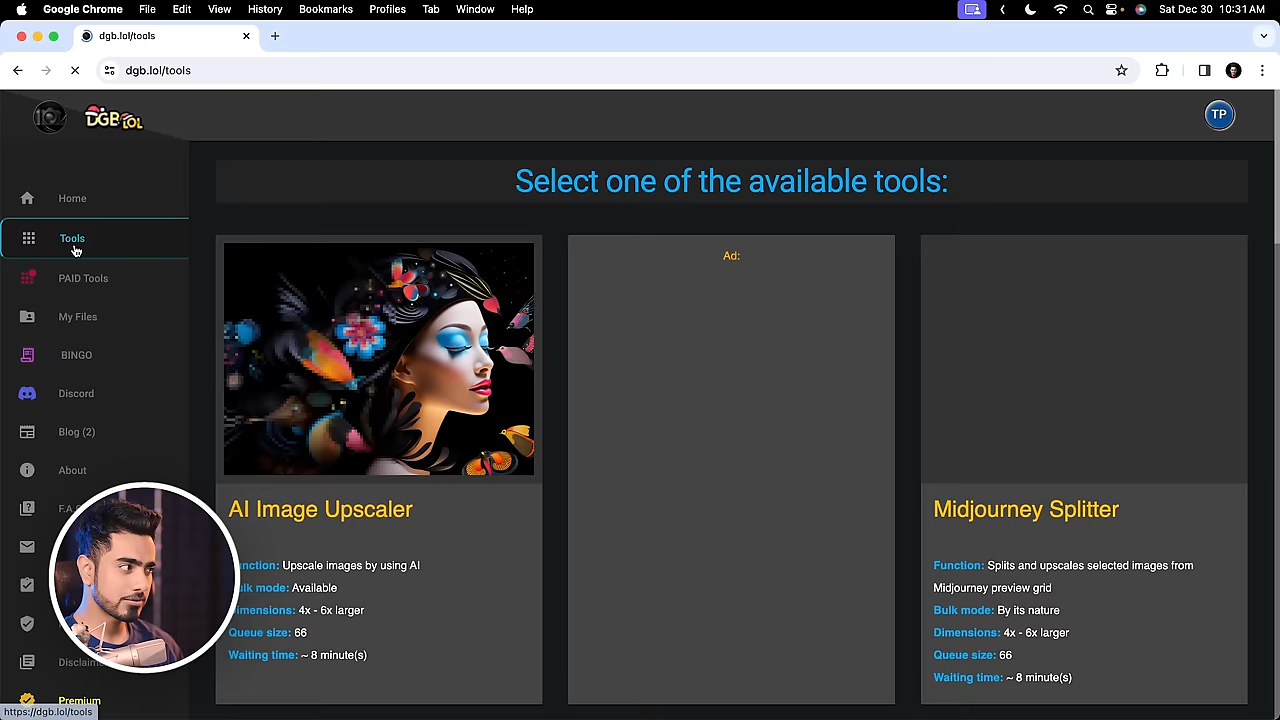 Google Chrome File Edit View History Bookmarks Profiles Tab Window Help Sat Dec 30 10:31 AM
dgb.lol/tools
dgb.lol/tools
DGB LOL
TP
Home
Tools
PAID Tools
My Files
BINGO
Discord
Blog (2)
About
Premium
https://dgb.lol/tools
Select one of the available tools:
AI Image Upscaler
Upscale images by using AI
Available
4x - 6x larger
Queue size: 66
Waiting time: ~ 8 minute(s)
Ad:
Midjourney Splitter
Function: Splits and upscales selected images from
Midjourney preview grid
Bulk mode: By its nature
Dimensions: 4x - 6x larger
Queue size: 66
Waiting time: ~ 8 minute(s)